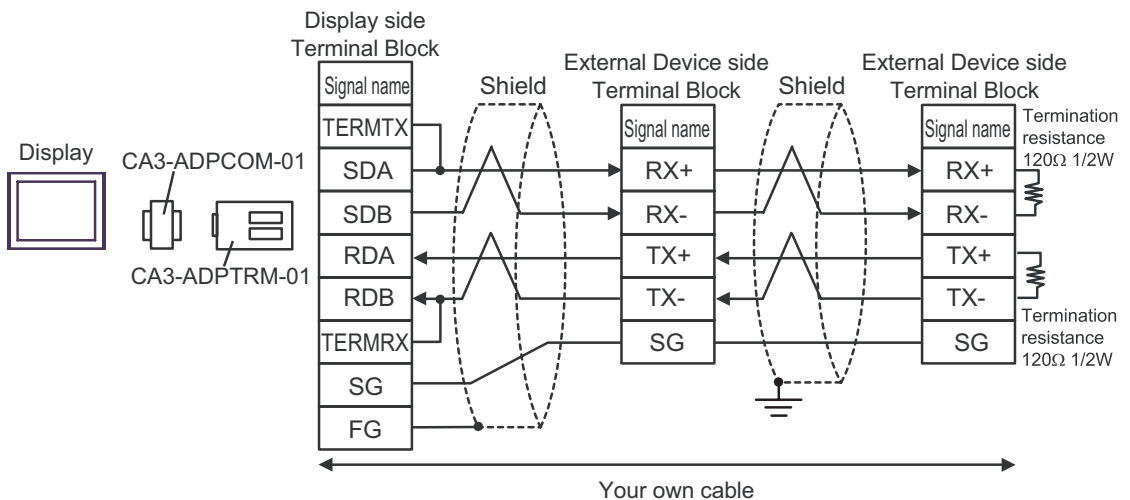 Display side
Terminal Block
Signal name
TERMTX
SDA
SDB
RDA
RDB
TERMRX
SG
FG
Display
CA3-ADPCOM-01
CA3-ADPTRM-01
Shield
External Device side
Terminal Block
Signal name
RX+
RX-
TX+
TX-
SG
Shield
External Device side
Terminal Block
Signal name
RX+
RX-
TX+
TX-
SG
Termination
resistance
120Ω 1/2W
Termination
resistance
120Ω 1/2W
Your own cable